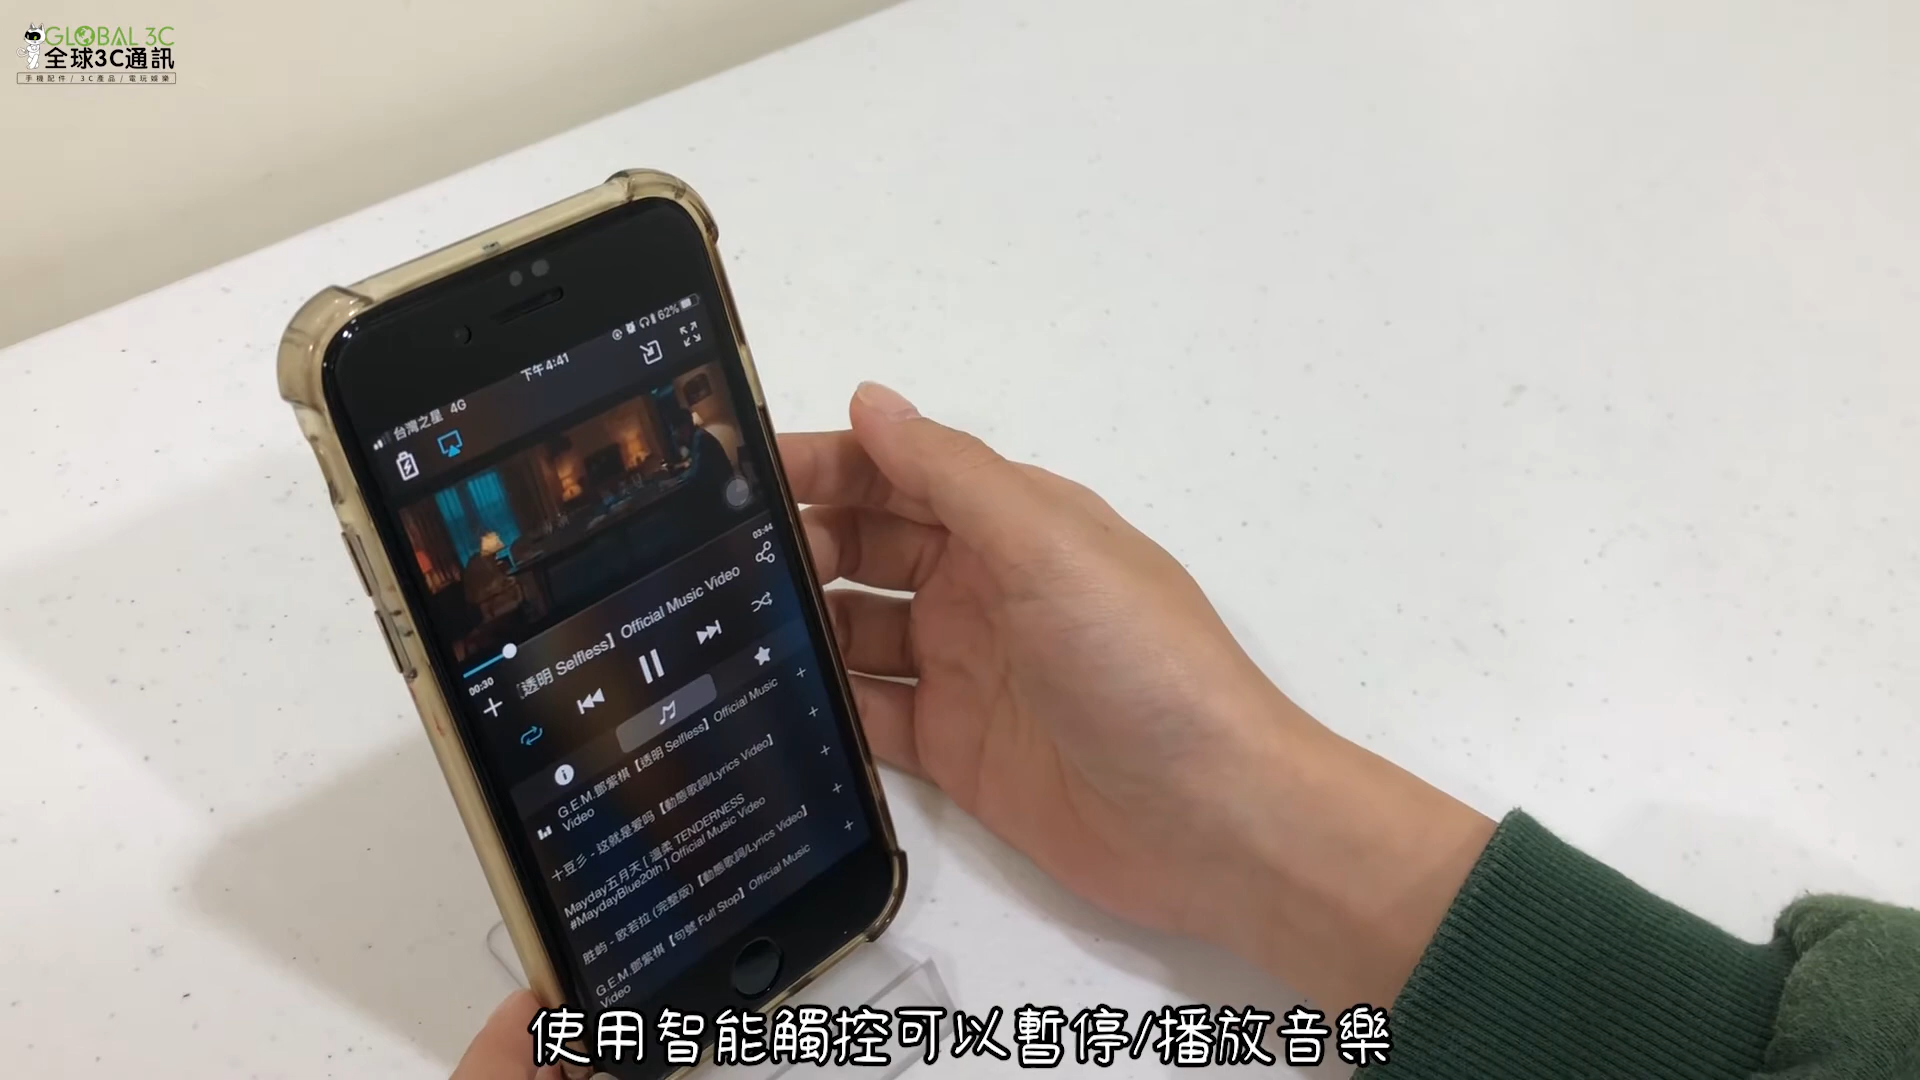 GLOBAL 3C
全球3C通訊
手機配件/3C產品/電玩娛樂
台灣之星 4G
下午4:41
62%
03:44
00:30
【透明 Selfless】Official Music Video
G.E.M.鄧紫棋【透明 Selfless】Official Music
Video
十豆彡 - 这就是爱吗【動態歌詞/Lyrics Video】
Mayday五月天 [ 溫柔 TENDERNESS
#MaydayBlue20th ] Official Music Video
胜屿 - 欧若拉 (完整版)【動態歌詞/Lyrics Video】
G.E.M.鄧紫棋【句號 Full Stop】Official Music
Video
使用智能觸控可以暫停/播放音樂